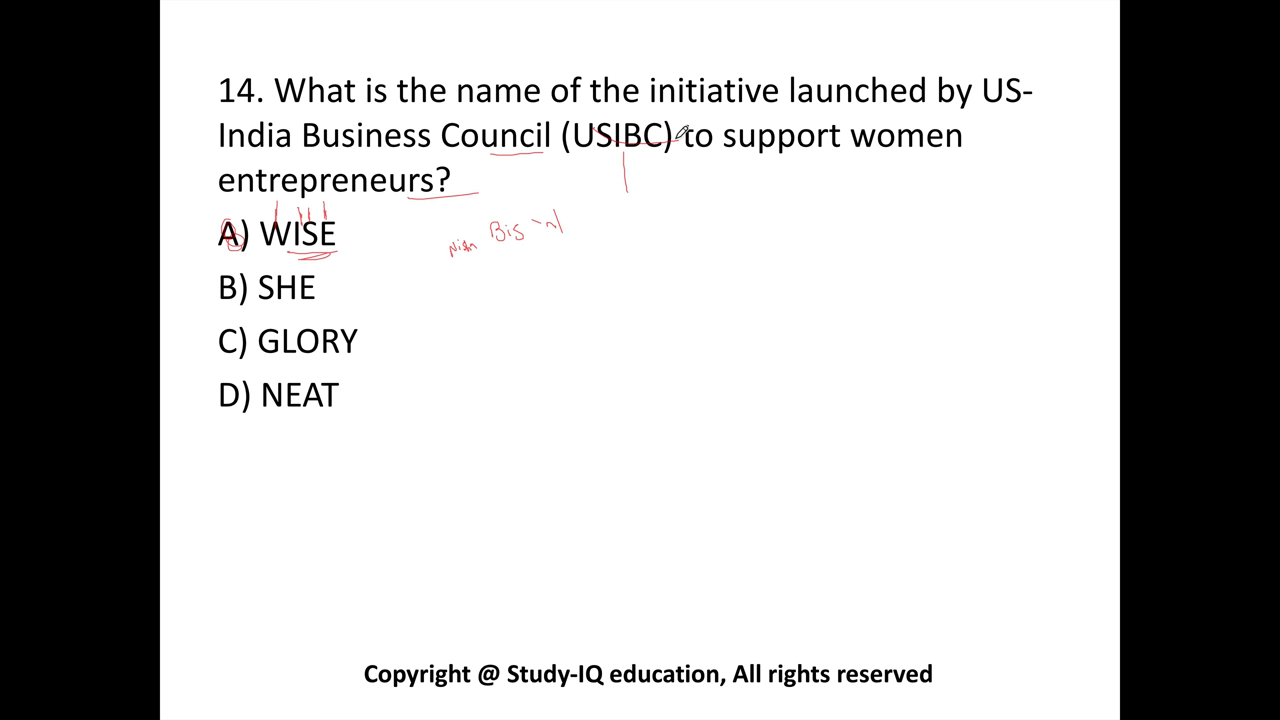 14. What is the name of the initiative launched by US-
India Business Council (USIBC) to support women
entrepreneurs?
A) WISE
Bis
B) SHE
C) GLORY
D) NEAT
Copyright @ Study-IQ education, All rights reserved